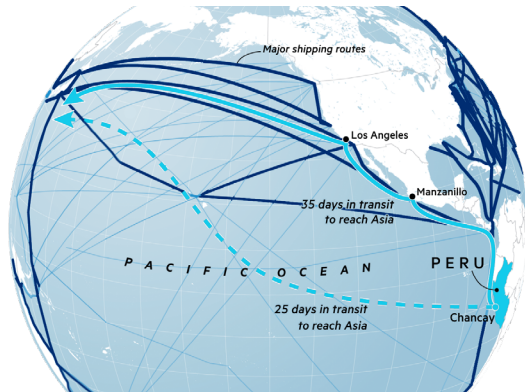 Major shipping routes
Los Angeles
Manzanillo
35 days in transit
to reach Asia
PERU
PACIFIC OCEAN
25 days in transit
to reach Asia
Chancay